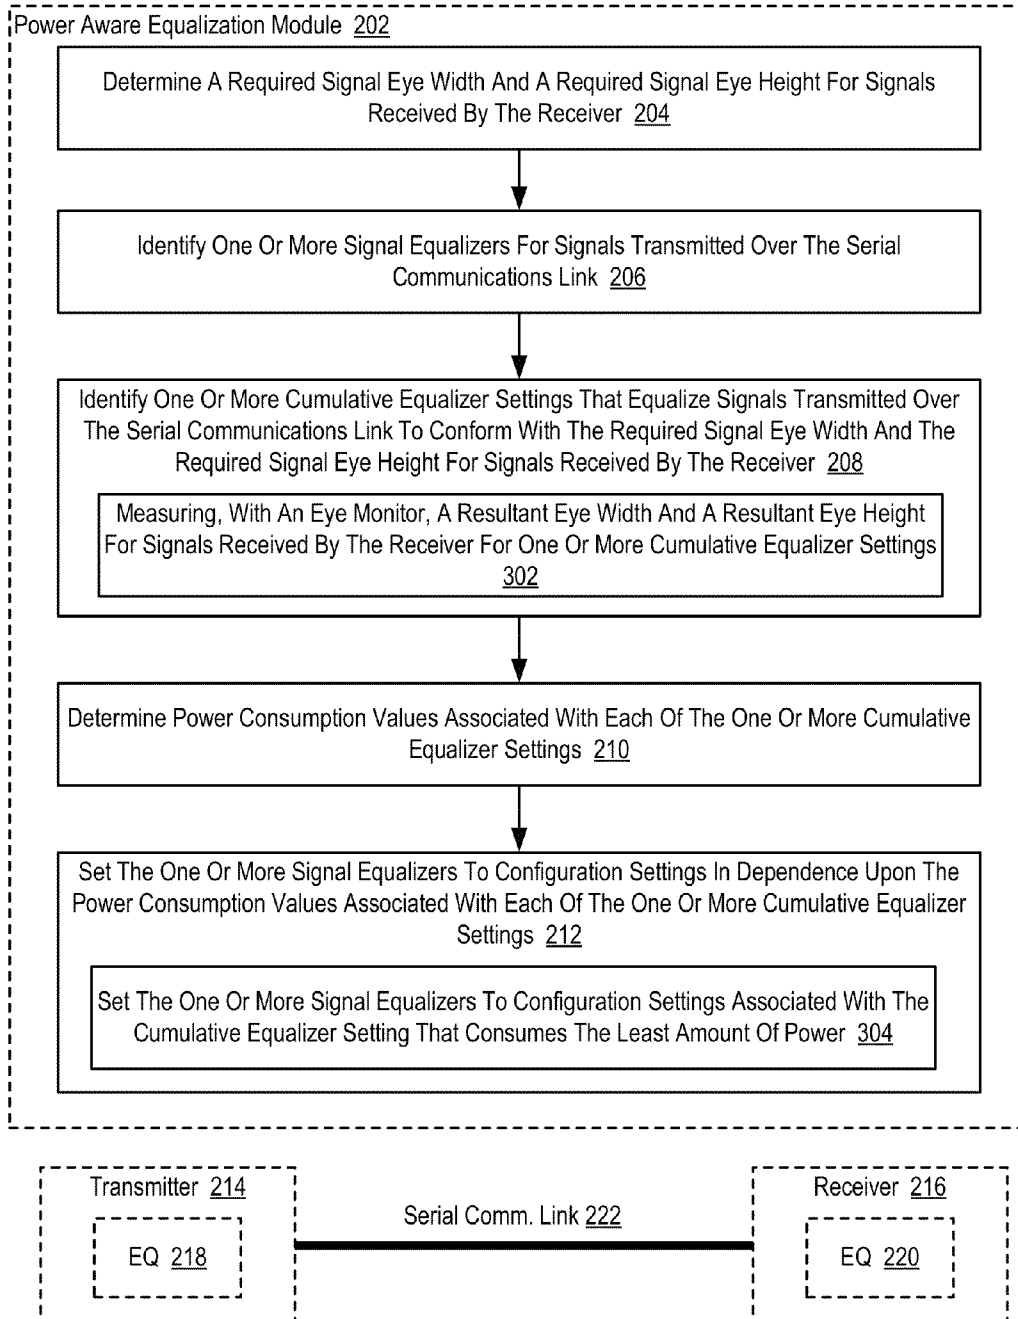 Power Aware Equalization Module 202
Determine A Required Signal Eye Width And A Required Signal Eye Height For Signals
Received By The Receiver 204
Identify One Or More Signal Equalizers For Signals Transmitted Over The Serial
Communications Link 206
Identify One Or More Cumulative Equalizer Settings That Equalize Signals Transmitted Over
The Serial Communications Link To Conform With The Required Signal Eye Width And The
Required Signal Eye Height For Signals Received By The Receiver 208
Measuring, With An Eye Monitor, A Resultant Eye Width And A Resultant Eye Height
For Signals Received By The Receiver For One Or More Cumulative Equalizer Settings
302
Determine Power Consumption Values Associated With Each Of The One Or More Cumulative
Equalizer Settings 210
Set The One Or More Signal Equalizers To Configuration Settings In Dependence Upon The
Power Consumption Values Associated With Each Of The One Or More Cumulative Equalizer
Settings 212
Set The One Or More Signal Equalizers To Configuration Settings Associated With The
Cumulative Equalizer Setting That Consumes The Least Amount Of Power 304
Transmitter 214
EQ 218
Serial Comm. Link 222
Receiver 216
EQ 220